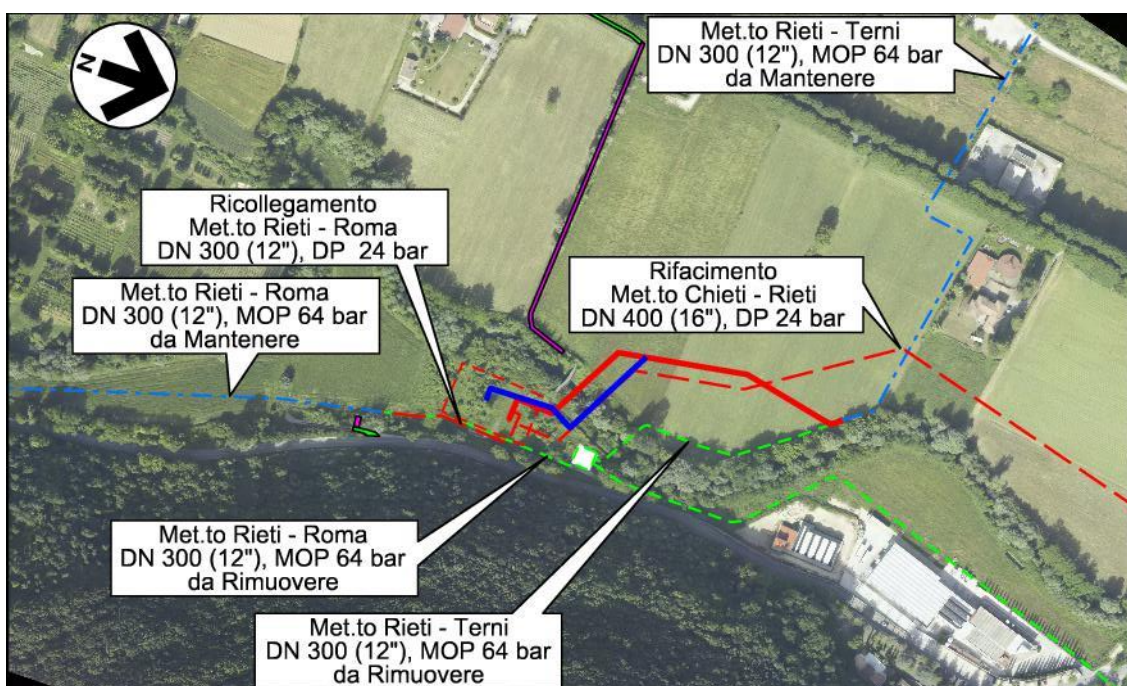 N
Met.to Rieti - Terni
DN 300 (12"), MOP 64 bar
da Mantenere
Ricollegamento
Met.to Rieti - Roma
DN 300 (12"), DP  24 bar
Met.to Rieti - Roma
DN 300 (12"), MOP 64 bar
da Mantenere
Rifacimento
Met.to Chieti - Rieti
DN 400 (16"), DP 24 bar
Met.to Rieti - Roma
DN 300 (12"), MOP 64 bar
da Rimuovere
Met.to Rieti - Terni
DN 300 (12"), MOP 64 bar
da Rimuovere